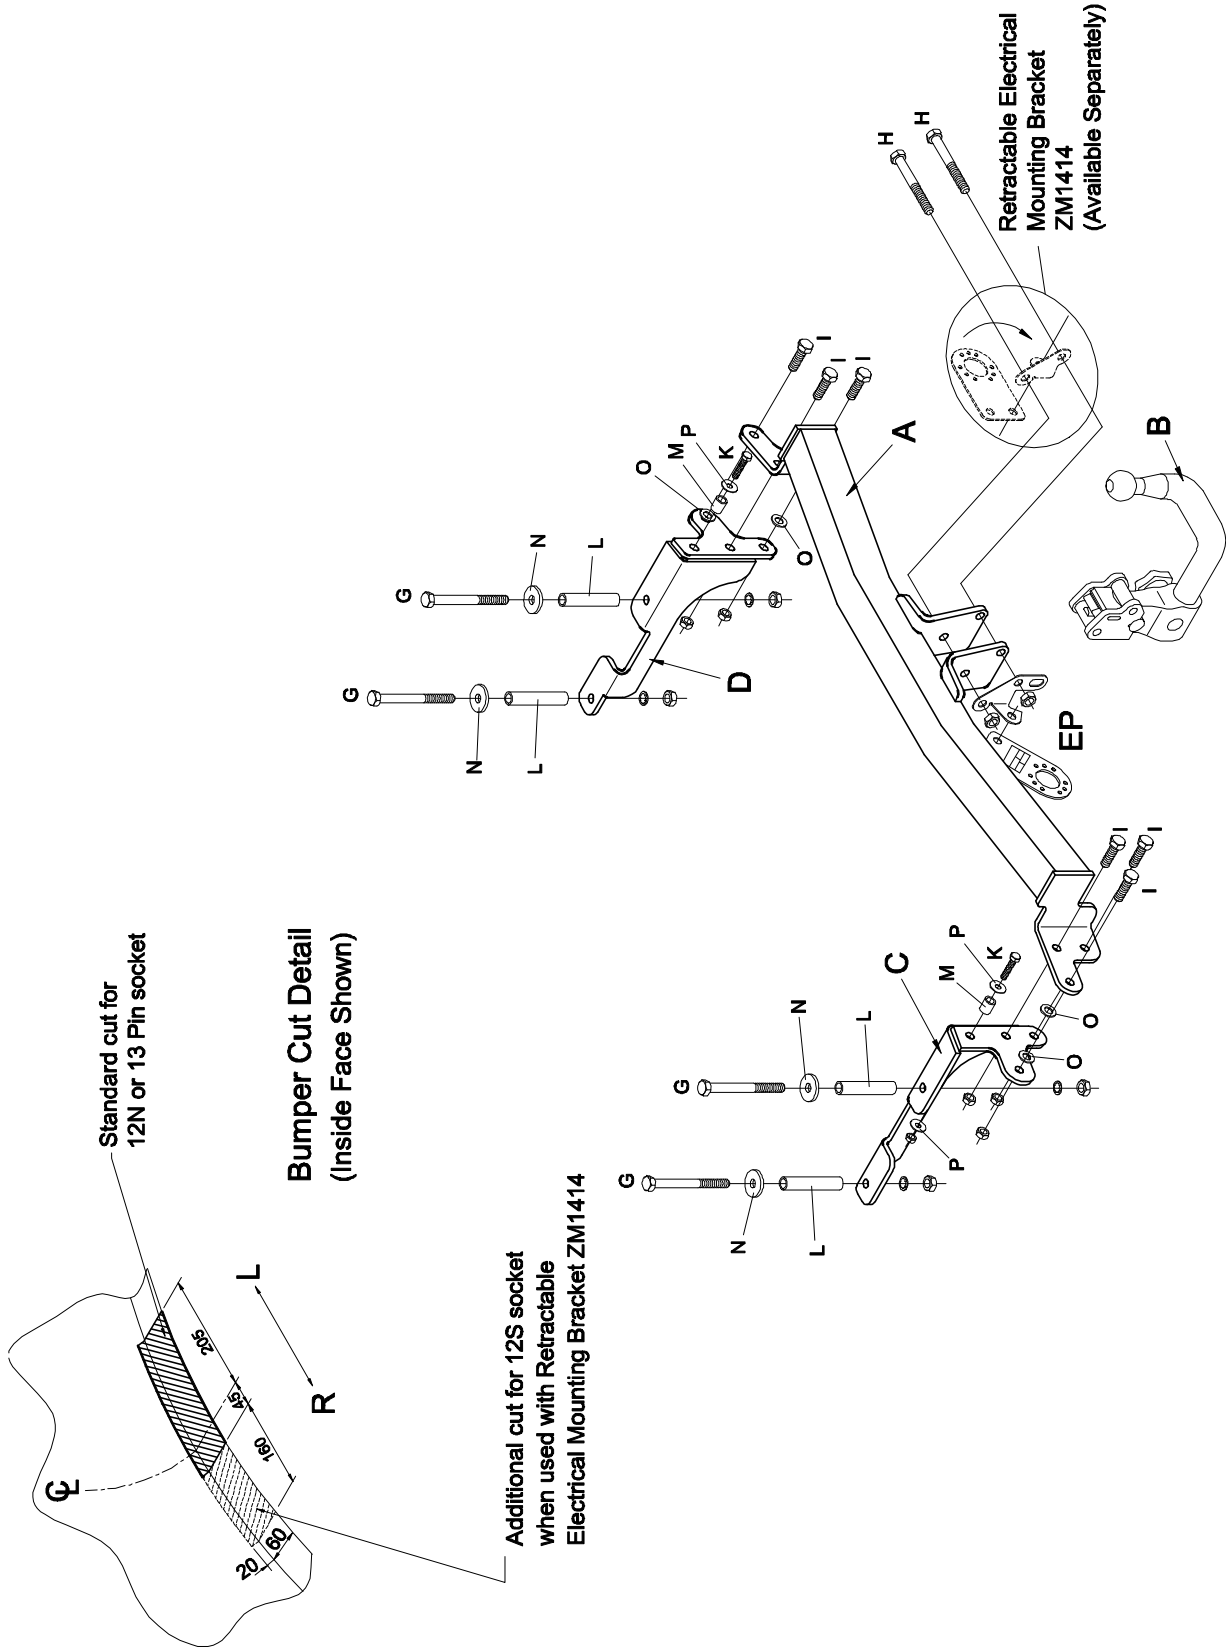 Standard cut for
12N or 13 Pin socket
Bumper Cut Detail
(Inside Face Shown)
Additional cut for 12S socket
when used with Retractable
Electrical Mounting Bracket ZM1414
CL
20
60
160
45
205
R
L
G
N
L
G
N
L
C
P
M
P
K
O
O
I
I
I
G
N
L
G
N
L
D
O
M
P
K
O
I
I
I
A
EP
B
H
H
Retractable Electrical
Mounting Bracket
ZM1414
(Available Separately)